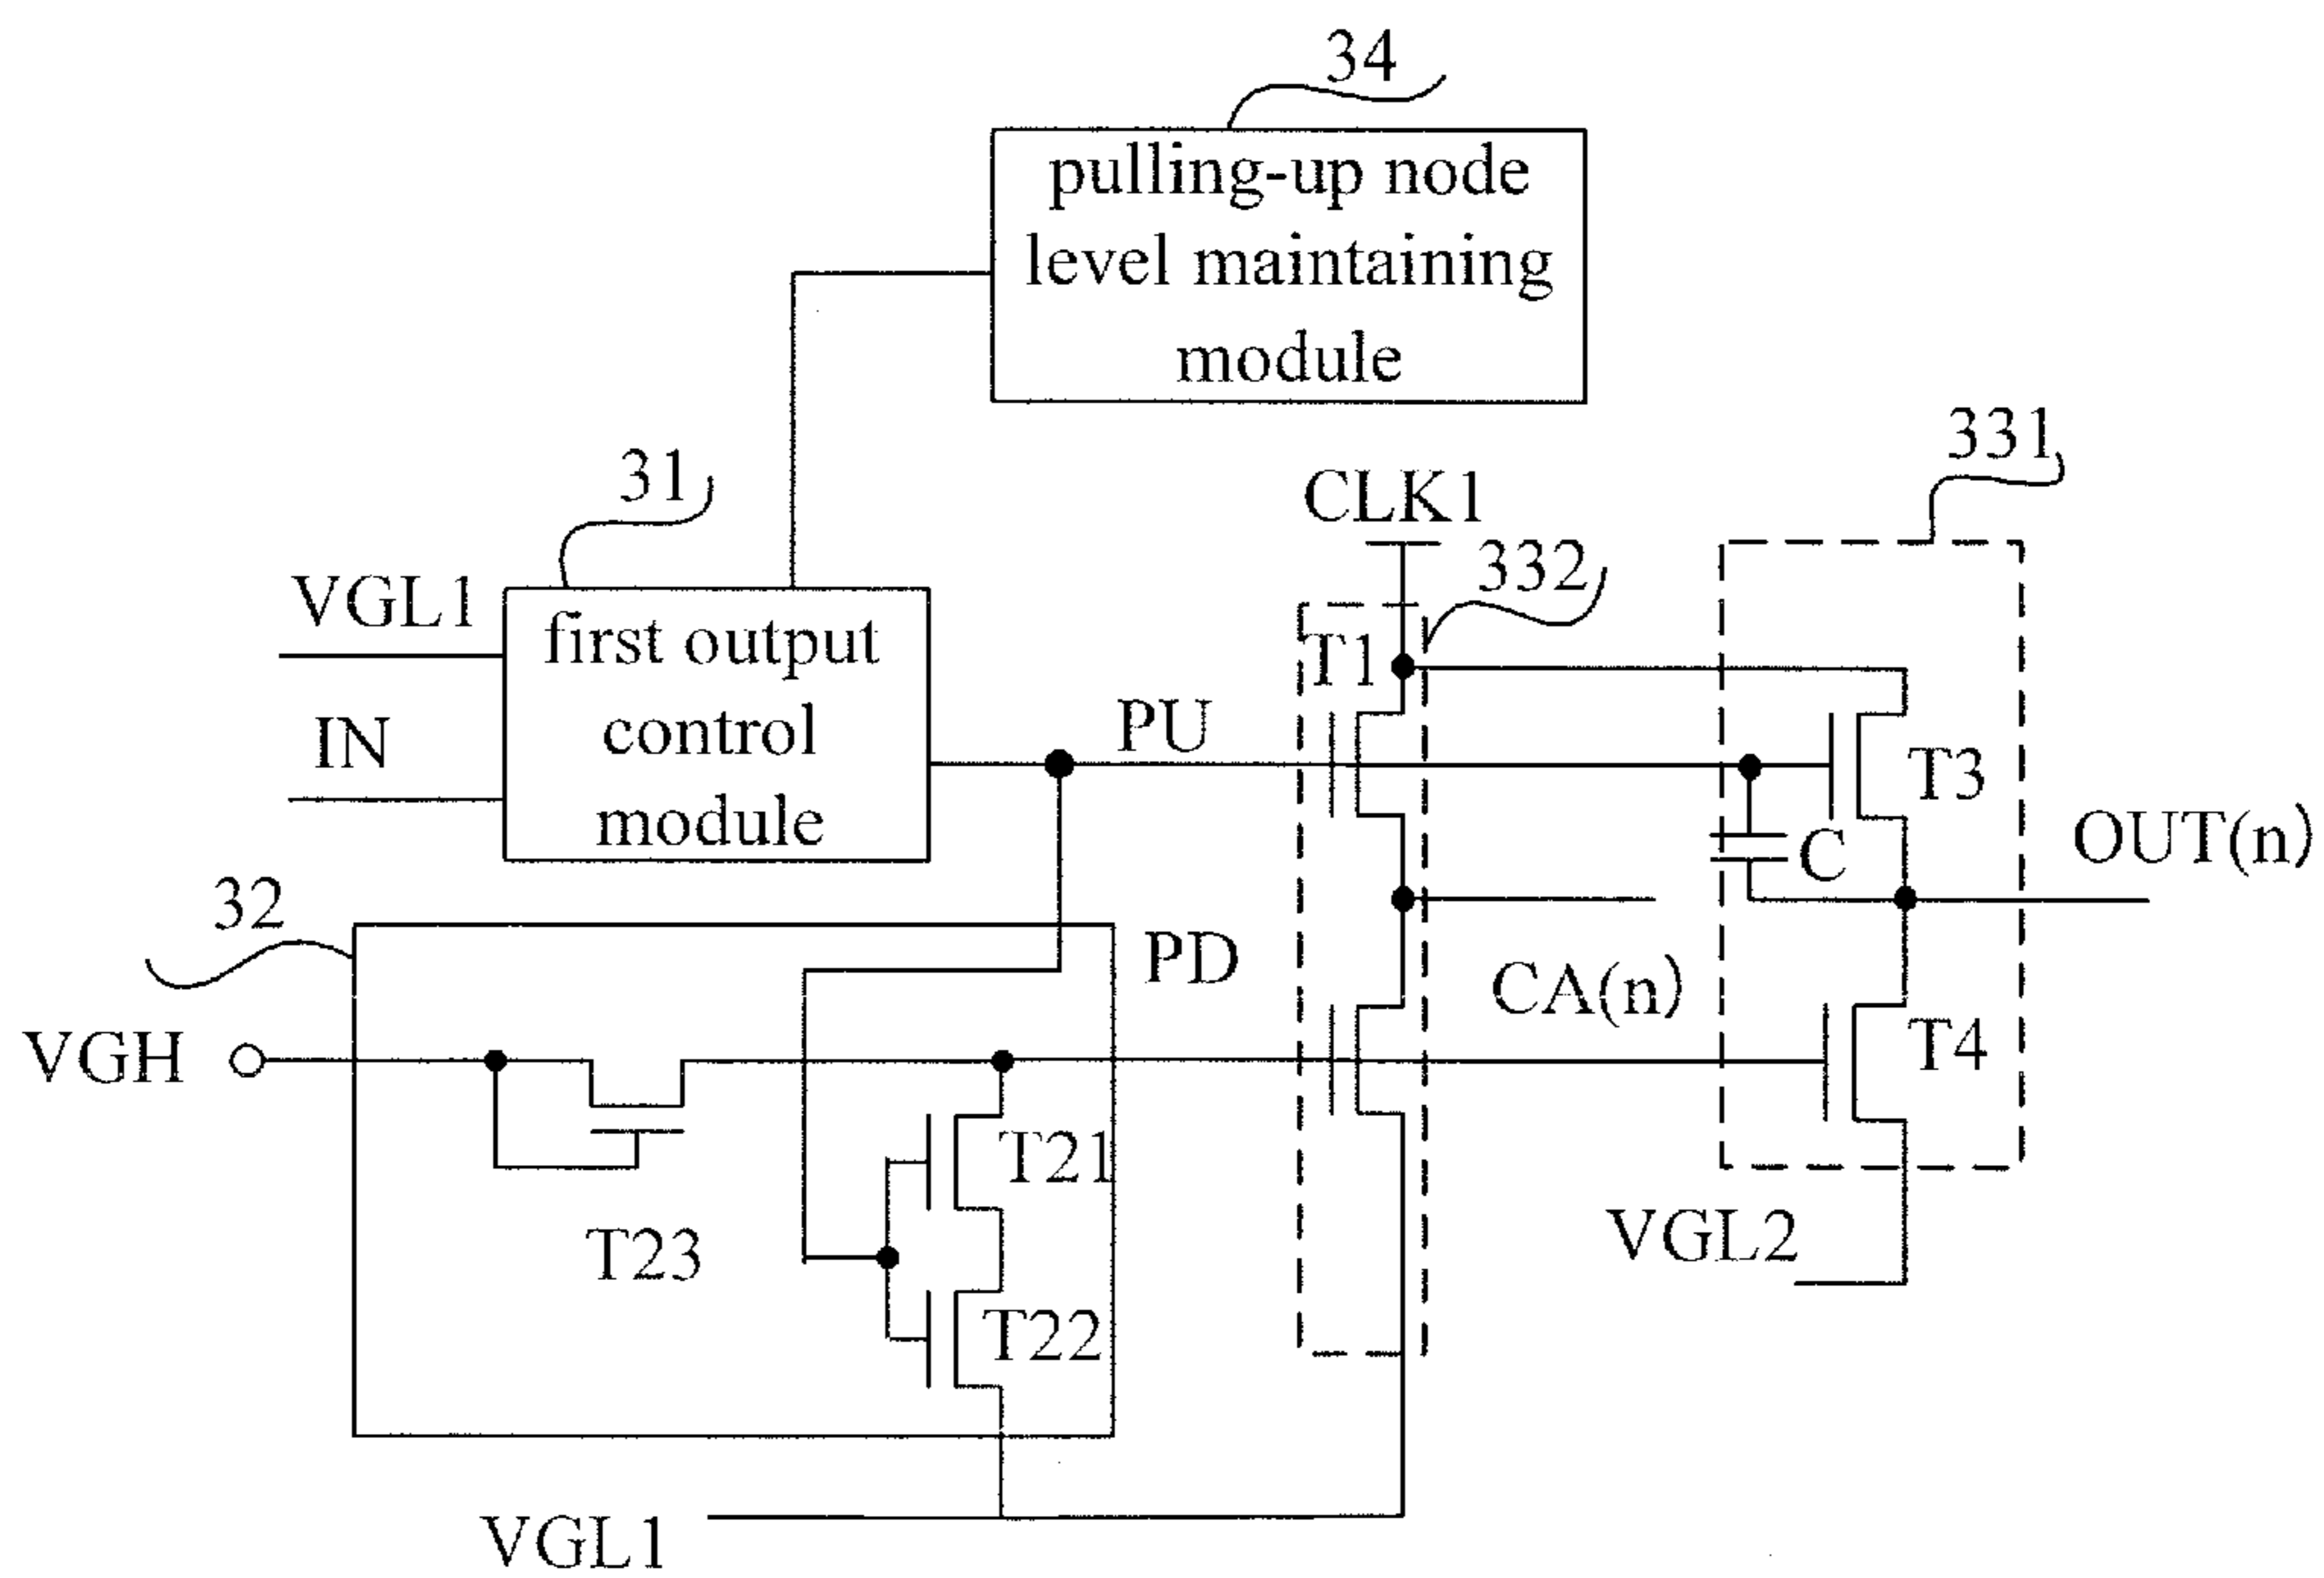 34
pulling-up node
level maintaining
module
331
31
CLK1
332
VGL1
first output
control
module
T1
IN
PU
T3
C
OUT(n)
32
PD
CA(n)
VGH
T4
T21
T23
VGL2
T22
VGL1